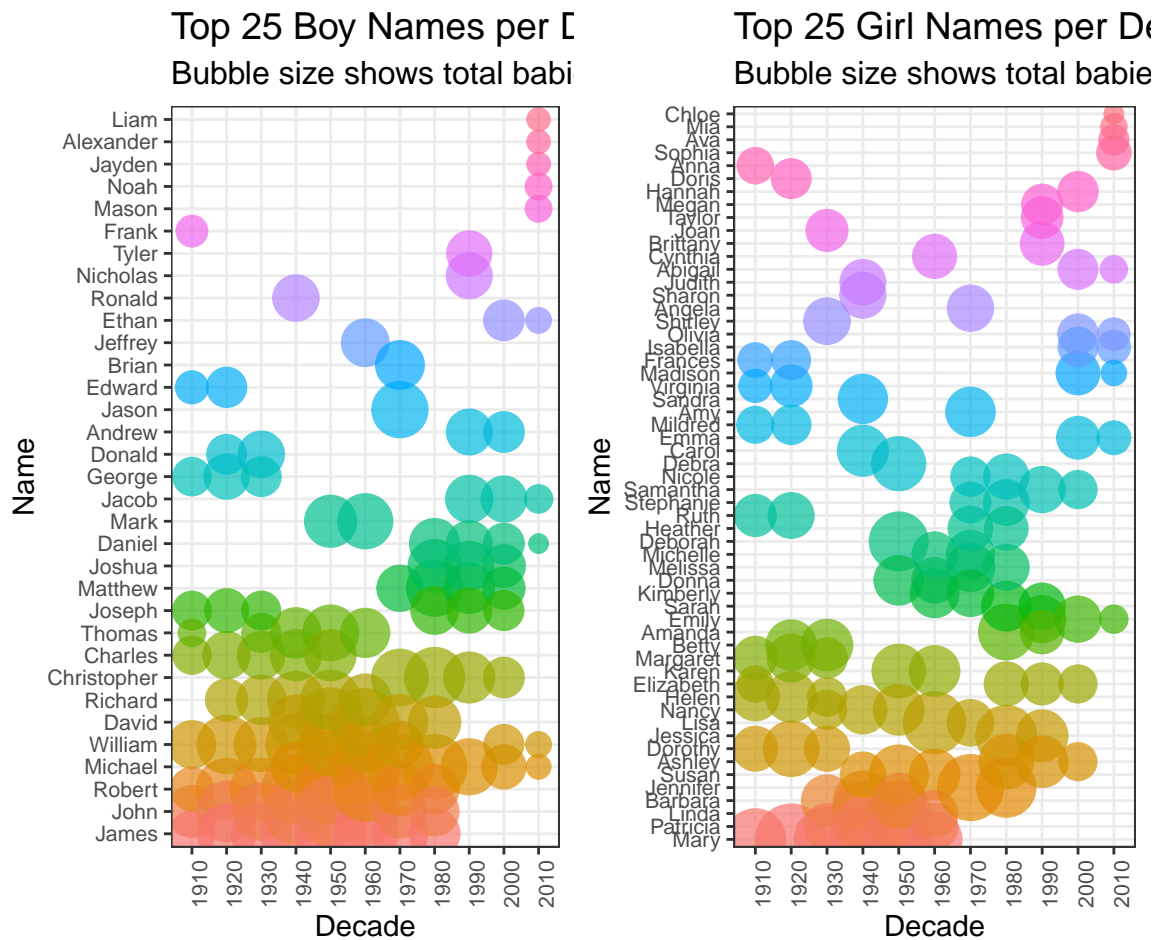 Top 25 Boy Names per D
Bubble size shows total babi
Name
Liam
Alexander
Jayden
Noah
Mason
Frank
Tyler
Nicholas
Ronald
Ethan
Jeffrey
Brian
Edward
Jason
Andrew
Donald
George
Jacob
Mark
Daniel
Joshua
Matthew
Joseph
Thomas
Charles
Christopher
Richard
David
William
Michael
Robert
John
James
1910 1920 1930 1940 1950 1960 1970 1980 1990 2000 2010
Decade
Top 25 Girl Names per De
Bubble size shows total babie
Name
Chloe
Mia
Ava
Sophia
Anna
Doris
Hannah
Megan
Taylor
Joan
Brittany
Cynthia
Abigail
Judith
Sharon
Angela
Shirley
Olivia
Isabella
Frances
Madison
Virginia
Sandra
Amy
Mildred
Emma
Carol
Debra
Nicole
Samantha
Stephanie
Ruth
Heather
Deborah
Michelle
Melissa
Donna
Kimberly
Sarah
Emily
Amanda
Betty
Margaret
Karen
Elizabeth
Helen
Nancy
Lisa
Jessica
Dorothy
Ashley
Susan
Jennifer
Barbara
Linda
Patricia
Mary
1910 1920 1930 1940 1950 1960 1970 1980 1990 2000 2010
Decade